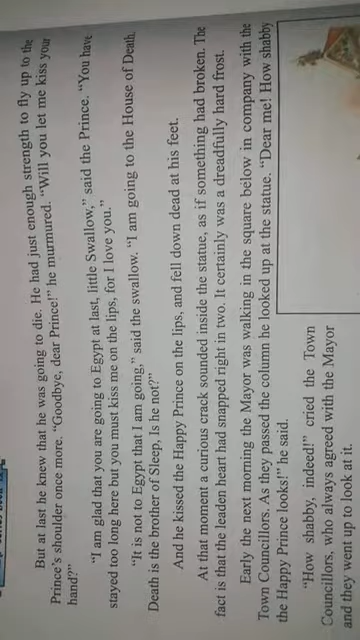 But at last he knew that he was going to die. He had just enough strength to fly up to the
Prince's shoulder once more. "Goodbye, dear Prince!" he murmured. "Will you let me kiss your
hand?"
"I am glad that you are going to Egypt at last, little Swallow," said the Prince. "You have
stayed too long here but you must kiss me on the lips, for I love you."
"It is not to Egypt that I am going," said the swallow. "I am going to the House of Death.
Death is the brother of Sleep, Is he not?"
And he kissed the Happy Prince on the lips, and fell down dead at his feet.
At that moment a curious crack sounded inside the statue, as if something had broken. The
fact is that the leaden heart had snapped right in two. It certainly was a dreadfully hard frost.
Early the next morning the Mayor was walking in the square below in company with the
Town Councillors. As they passed the column he looked up at the statue. "Dear me! How shabby
the Happy Prince looks!" he said.
"How shabby, indeed!" cried the Town
Councillors, who always agreed with the Mayor
and they went up to look at it.